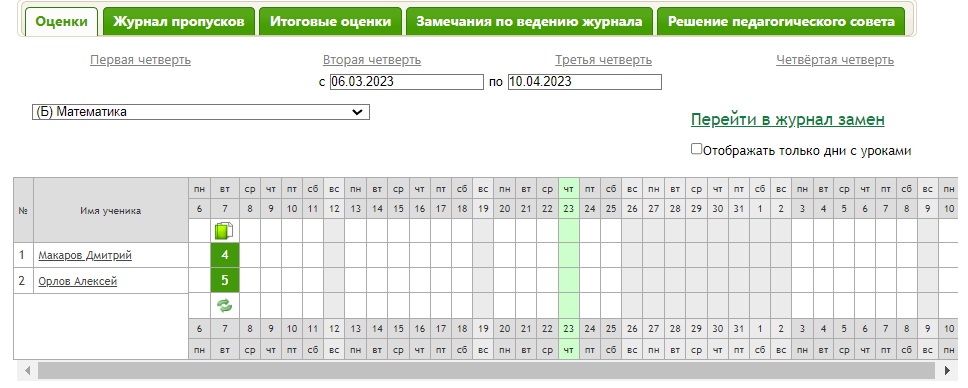 Оценки Журнал пропусков Итоговые оценки Замечания по ведению журнала Решение педагогического совета
Первая четверть Вторая четверть Третья четверть Четвёртая четверть
с 06.03.2023 по 10.04.2023
(Б) Математика
Перейти в журнал замен
Отображать только дни с уроками
№ Имя ученика пн вт ср чт пт сб вс пн вт ср чт пт сб вс пн вт ср чт пт сб вс пн вт ср чт пт сб вс пн вт ср чт пт сб вс пн
6 7 8 9 10 11 12 13 14 15 16 17 18 19 20 21 22 23 24 25 26 27 28 29 30 31 1 2 3 4 5 6 7 8 9 10
1 Макаров Дмитрий 4
2 Орлов Алексей 5
6 7 8 9 10 11 12 13 14 15 16 17 18 19 20 21 22 23 24 25 26 27 28 29 30 31 1 2 3 4 5 6 7 8 9 10
пн вт ср чт пт сб вс пн вт ср чт пт сб вс пн вт ср чт пт сб вс пн вт ср чт пт сб вс пн вт ср чт пт сб вс пн